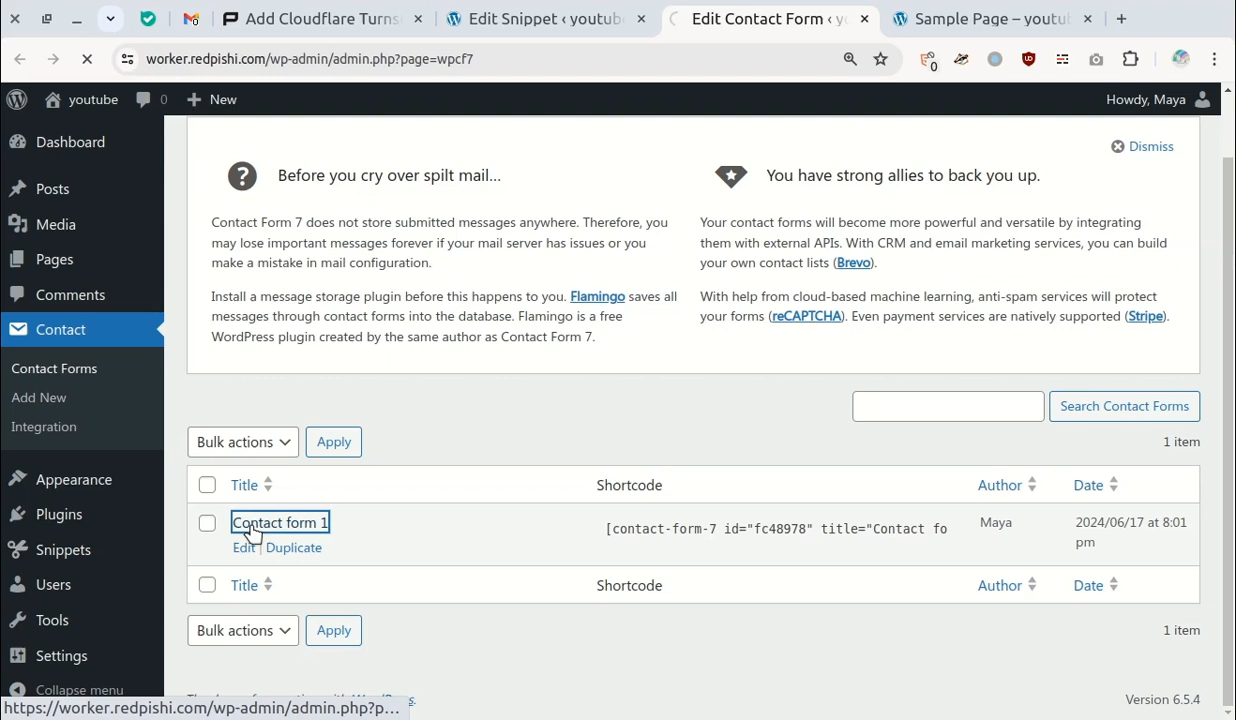 Add Cloudflare Turns
Edit Snippet ‹ youtube
Edit Contact Form ‹ yo
Sample Page – youtu
worker.redpishi.com/wp-admin/admin.php?page=wpcf7
0
youtube
0
New
Howdy, Maya
Dashboard
Posts
Media
Pages
Comments
Contact
Contact Forms
Add New
Integration
Appearance
Plugins
Snippets
Users
Tools
Settings
Collapse menu
Dismiss
Before you cry over spilt mail...
Contact Form 7 does not store submitted messages anywhere. Therefore, you
may lose important messages forever if your mail server has issues or you
make a mistake in mail configuration.
Install a message storage plugin before this happens to you. Flamingo saves all
messages through contact forms into the database. Flamingo is a free
WordPress plugin created by the same author as Contact Form 7.
You have strong allies to back you up.
Your contact forms will become more powerful and versatile by integrating
them with external APIs. With CRM and email marketing services, you can build
your own contact lists (Brevo).
With help from cloud-based machine learning, anti-spam services will protect
your forms (reCAPTCHA). Even payment services are natively supported (Stripe).
Search Contact Forms
Bulk actions
Apply
1 item
Title
Shortcode
Author
Date
Contact form 1
Edit | Duplicate
[contact-form-7 id="fc48978" title="Contact fo
Maya
2024/06/17 at 8:01
pm
Title
Shortcode
Author
Date
Bulk actions
Apply
1 item
Version 6.5.4
https://worker.redpishi.com/wp-admin/admin.php?p...